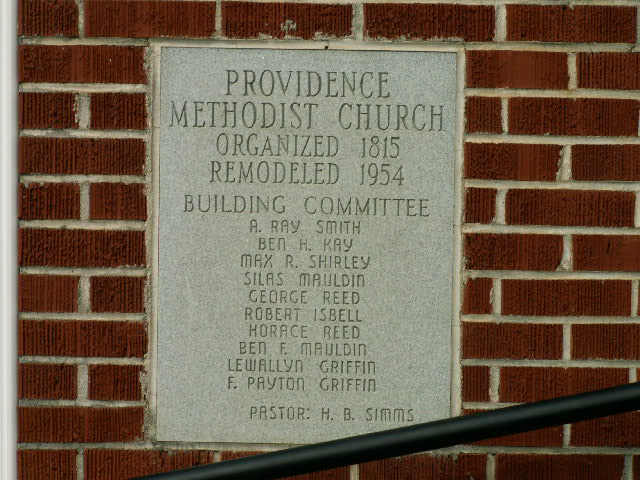 PROVIDENCE
METHODIST CHURCH
ORGANIZED 1815
REMODELED 1954
BUILDING COMMITTEE
A. RAY SMITH
BEN H. KAY
MAX R. SHIRLEY
SILAS MAULDIN
GEORGE REED
ROBERT ISBELL
HORACE REED
BEN F. MAULDIN
LEWALLYN GRIFFIN
F. PAYTON GRIFFIN
PASTOR: H. B. SIMMS